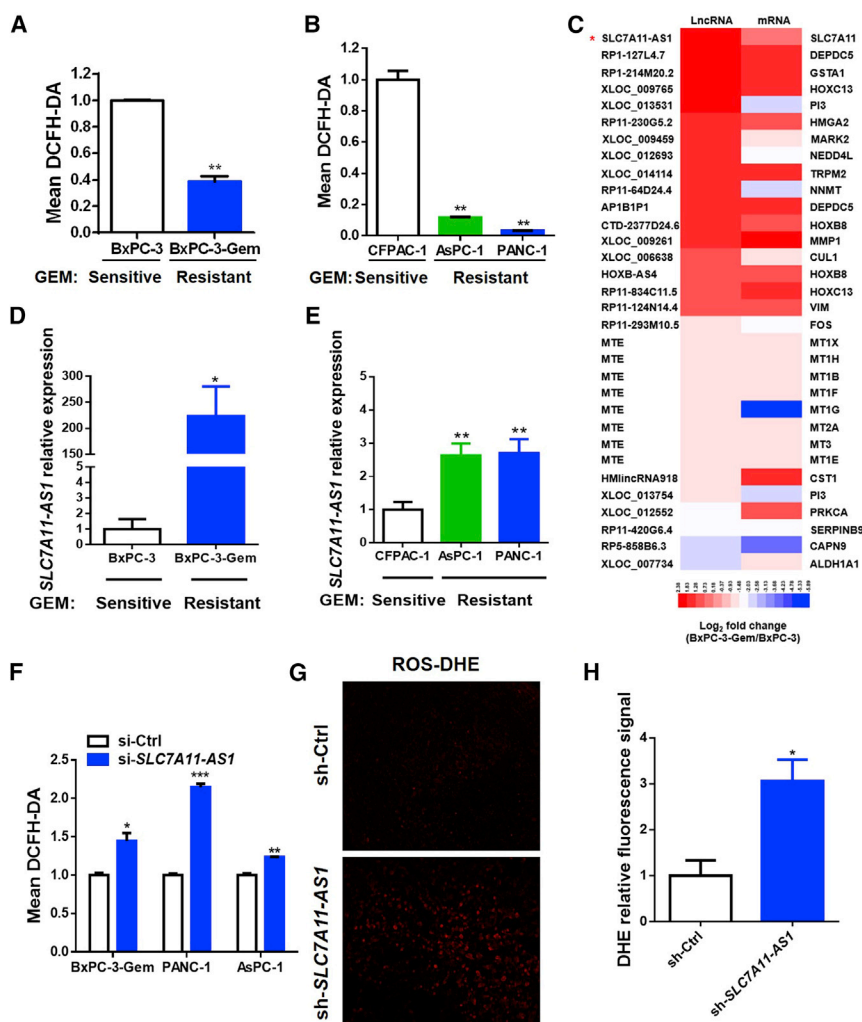 A
Mean DCFH-DA
1.2
1.0
0.8
0.6
0.4
0.2
0.0
**
BxPC-3 BxPC-3-Gem
GEM: Sensitive Resistant
B
Mean DCFH-DA
1.2
1.0
0.8
0.6
0.4
0.2
0.0
** **
CFPAC-1 AsPC-1 PANC-1
GEM: Sensitive Resistant
C
LncRNA mRNA
* SLC7A11-AS1 SLC7A11
RP1-127L4.7 DEPDC5
RP1-214M20.2 GSTA1
XLOC_009765 HOXC13
XLOC_013531 PI3
RP11-230G5.2 HMGA2
XLOC_009459 MARK2
XLOC_012693 NEDD4L
XLOC_014114 TRPM2
RP11-64D24.4 NNMT
AP1B1P1 DEPDC5
CTD-2377D24.6 HOXB8
XLOC_009261 MMP1
XLOC_006638 CUL1
HOXB-AS4 HOXB8
RP11-834C11.5 HOXC13
RP11-124N14.4 VIM
RP11-293M10.5 FOS
MTE MT1X
MTE MT1H
MTE MT1B
MTE MT1F
MTE MT1G
MTE MT2A
MTE MT3
MTE MT1E
HMlincRNA918 CST1
XLOC_013754 PI3
XLOC_012552 PRKCA
RP11-420G6.4 SERPINB9
RP5-858B6.3 CAPN9
XLOC_007734 ALDH1A1
Log2 fold change
(BxPC-3-Gem/BxPC-3)
D
SLC7A11-AS1 relative expression
300
250
200
150
5
4
3
2
1
0
*
BxPC-3 BxPC-3-Gem
GEM: Sensitive Resistant
E
SLC7A11-AS1 relative expression
5
4
3
2
1
0
** **
CFPAC-1 AsPC-1 PANC-1
GEM: Sensitive Resistant
F
si-Ctrl
si-SLC7A11-AS1
Mean DCFH-DA
2.5
2.0
1.5
1.0
0.5
0.0
* *** **
BxPC-3-Gem PANC-1 AsPC-1
G
ROS-DHE
sh-Ctrl
sh-SLC7A11-AS1
H
DHE relative fluorescence signal
4
3
2
1
0
*
sh-Ctrl
sh-SLC7A11-AS1